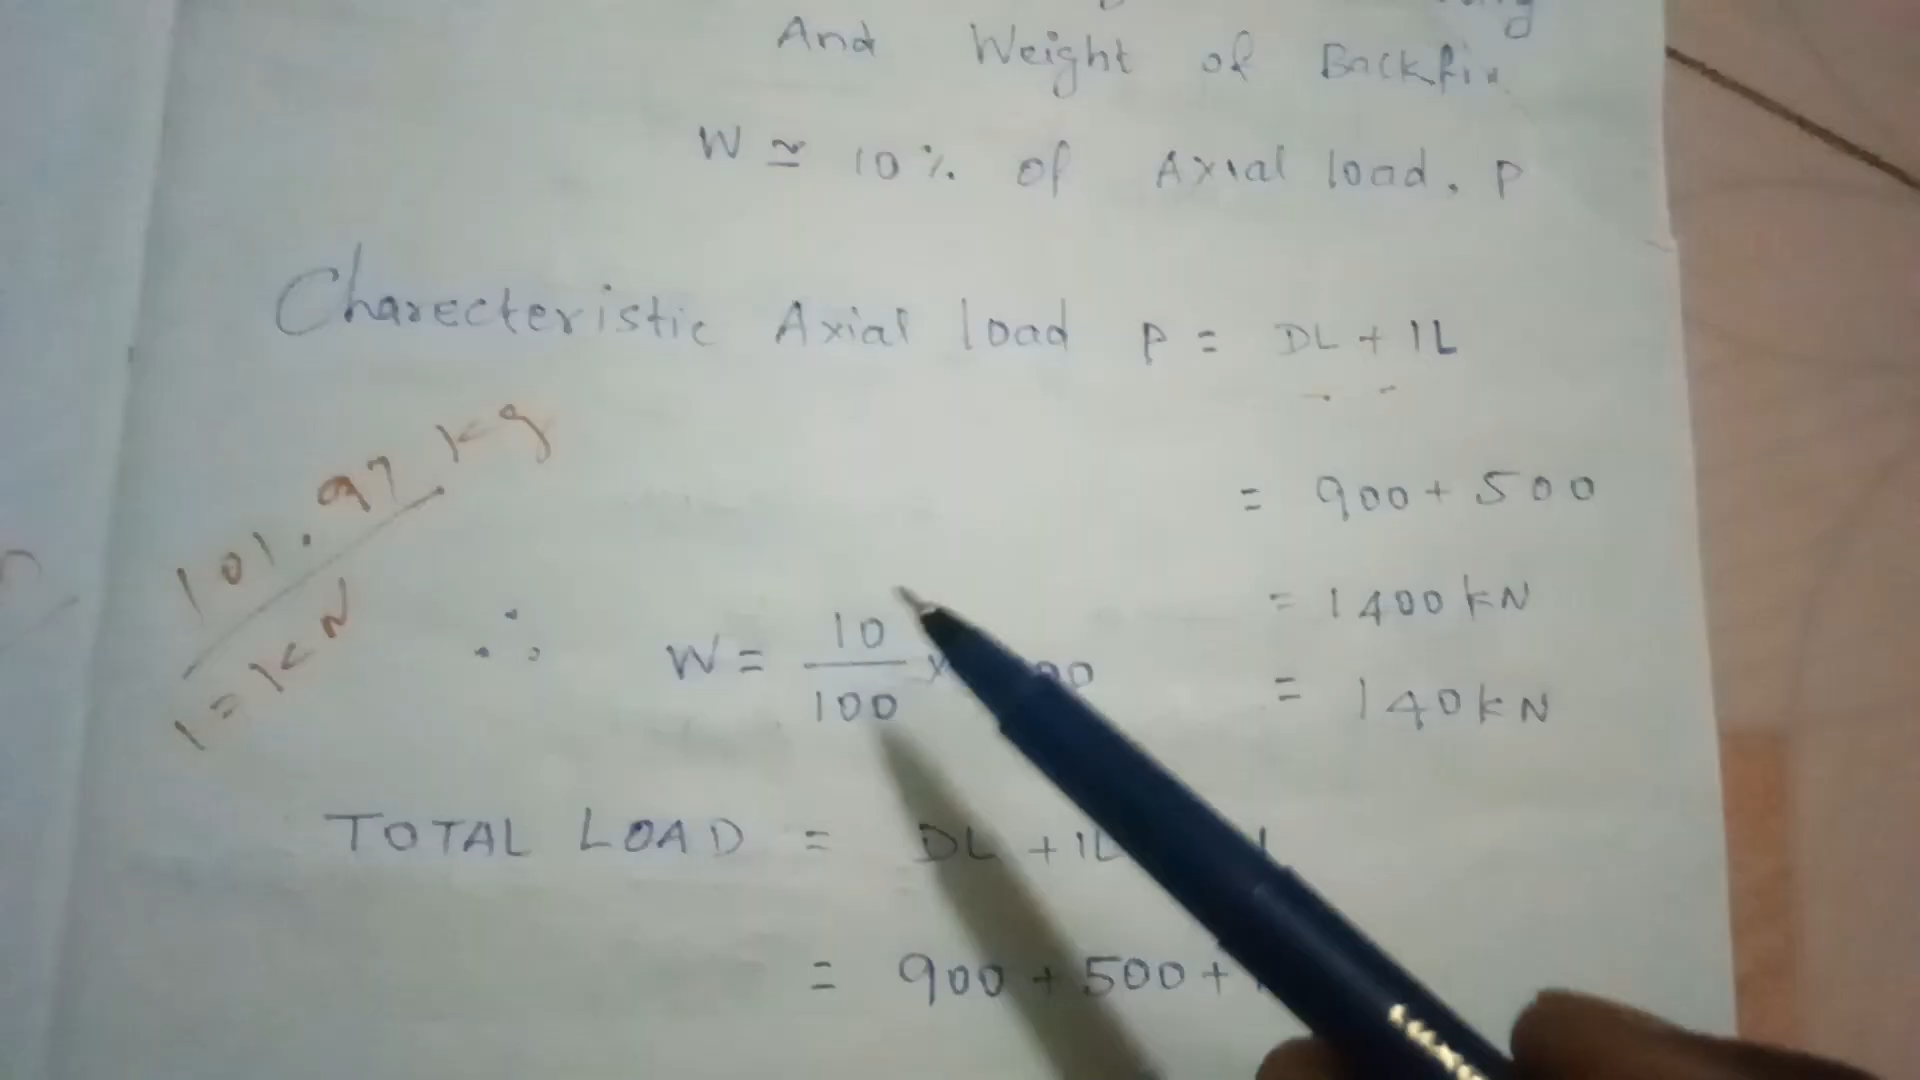 And Weight of Backfi
W ≃ 10% of Axial load, P
Charecteristic Axial load P = DL + IL
= 900 + 500
= 1400 kN
101.97 kg
1 = kN
∴ W = 10/100 × 00 = 140 kN
TOTAL LOAD = DL + IL
= 900 + 500 +